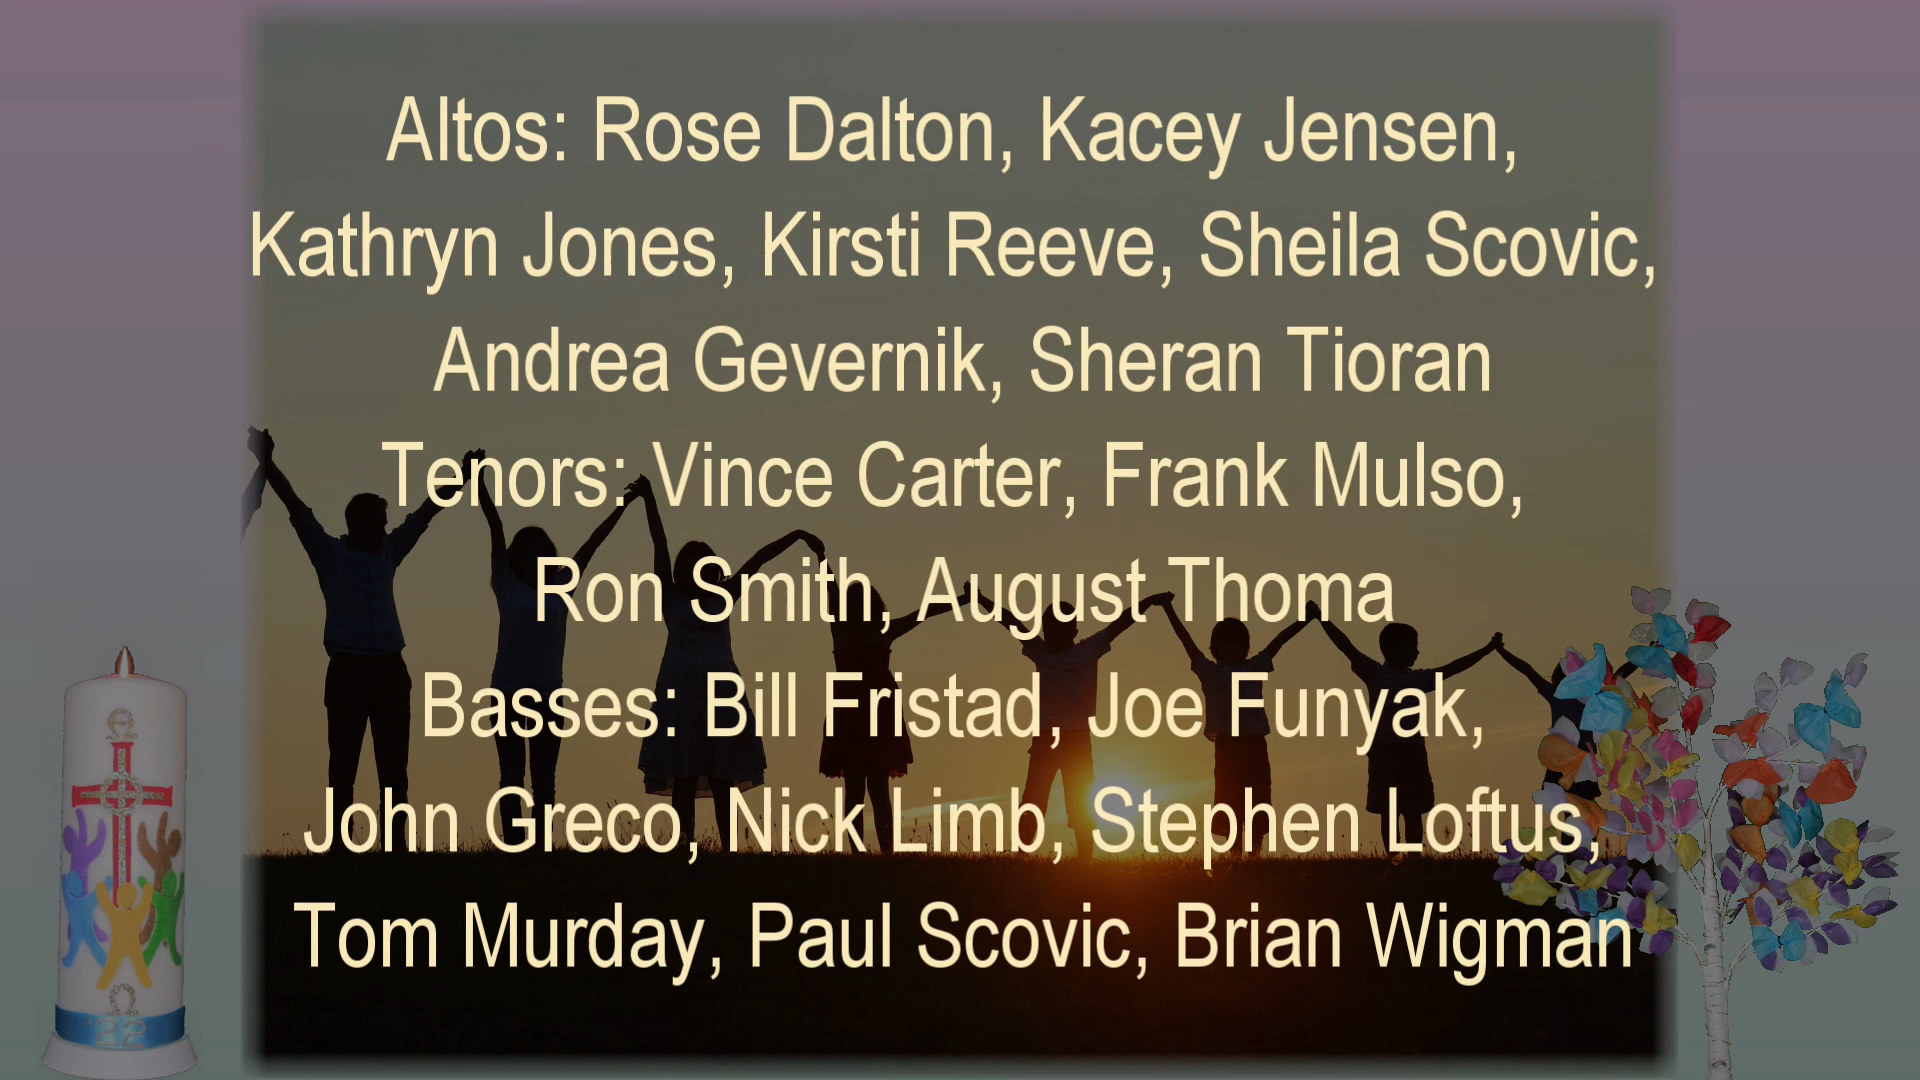 Altos: Rose Dalton, Kacey Jensen,
Kathryn Jones, Kirsti Reeve, Sheila Scovic,
Andrea Gevernik, Sheran Tioran
Tenors: Vince Carter, Frank Mulso,
Ron Smith, August Thoma
Basses: Bill Fristad, Joe Funyak,
John Greco, Nick Limb, Stephen Loftus,
Tom Murday, Paul Scovic, Brian Wigman
Ω
'22